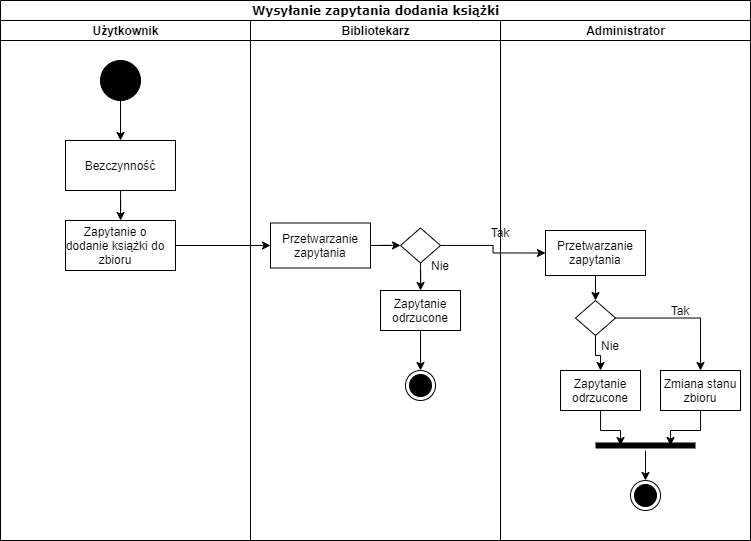 Wysyłanie zapytania dodania książki
Użytkownik
Bibliotekarz
Administrator
Bezczynność
Zapytanie o
dodanie książki do
zbioru
Przetwarzanie
zapytania
Tak
Nie
Zapytanie
odrzucone
Przetwarzanie
zapytania
Tak
Nie
Zapytanie
odrzucone
Zmiana stanu
zbioru